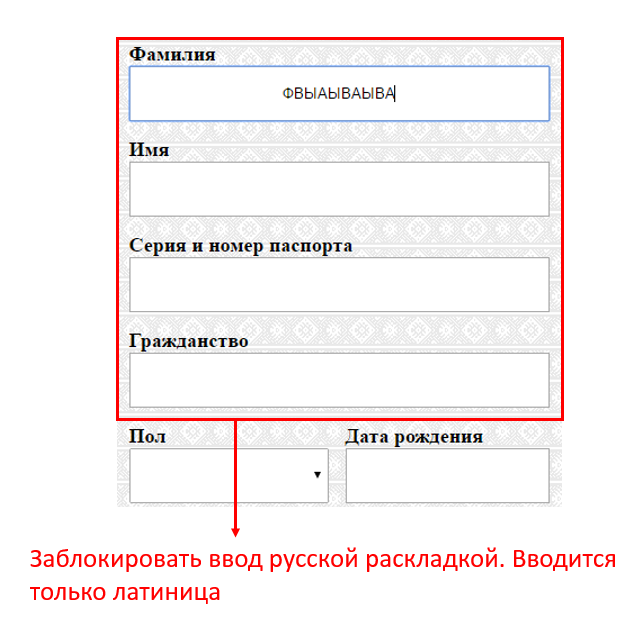 Фамилия
ФВЫАЫВАЫВА
Имя
Серия и номер паспорта
Гражданство
Пол Дата рождения
Заблокировать ввод русской раскладкой. Вводится
только латиница